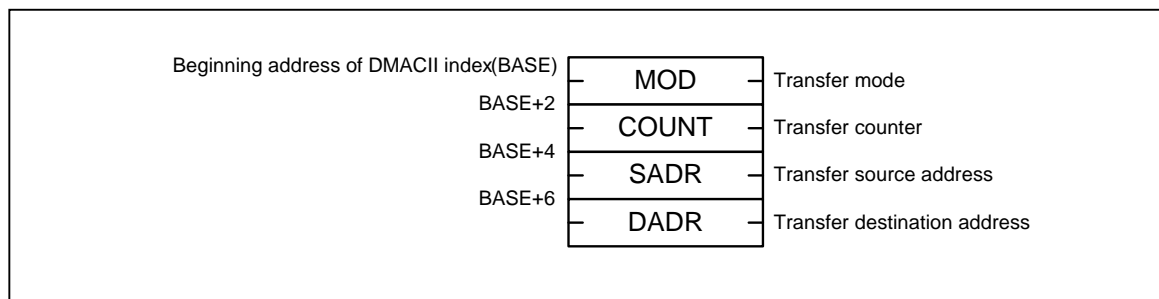 Beginning address of DMACII index(BASE) MOD Transfer mode
BASE+2
COUNT Transfer counter
BASE+4
SADR Transfer source address
BASE+6
DADR Transfer destination address